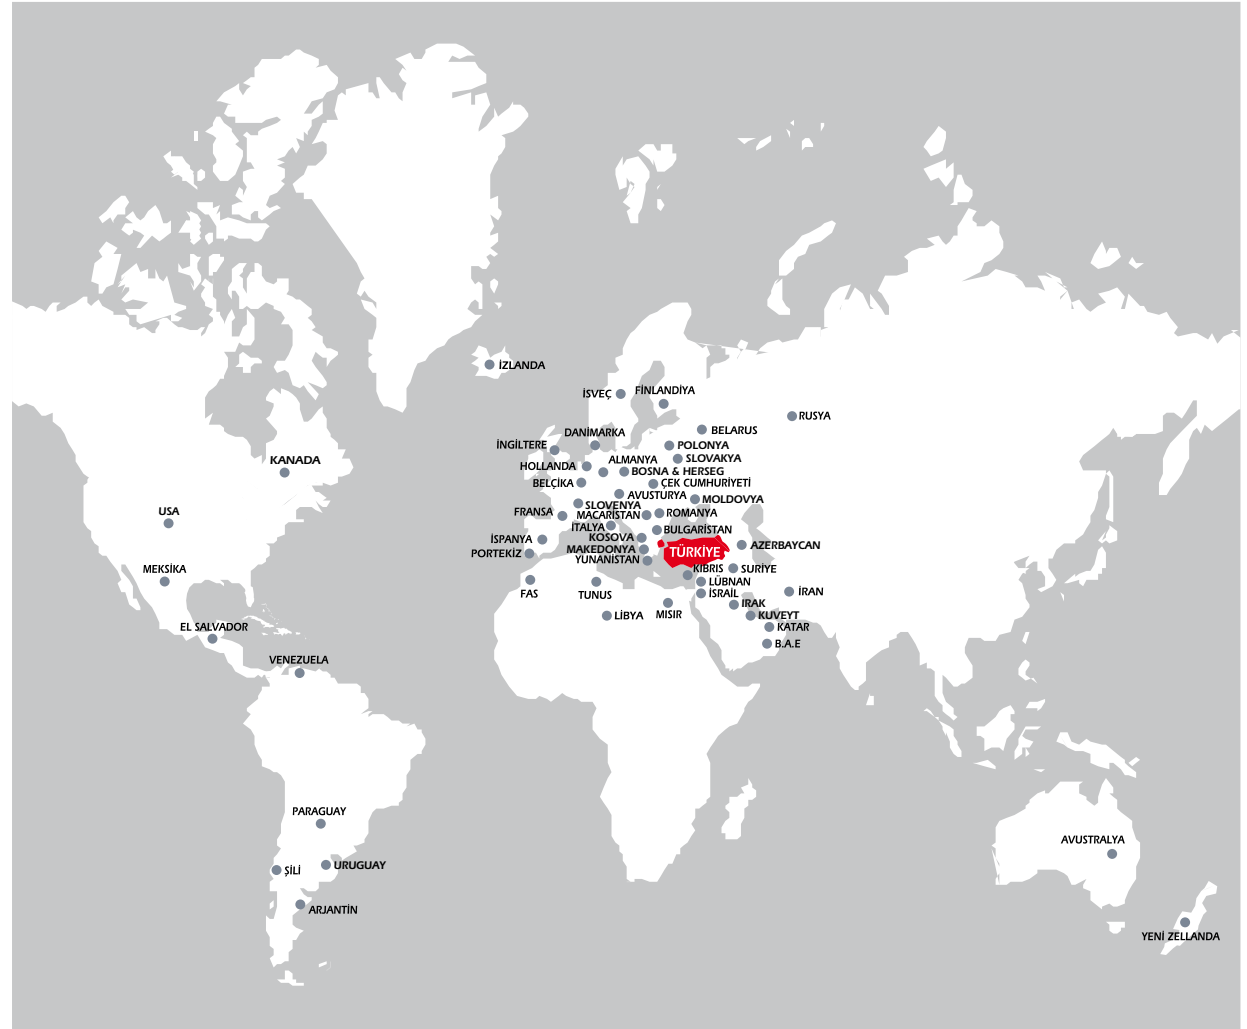 İZLANDA
İSVEÇ
FİNLANDİYA
RUSYA
DANİMARKA
BELARUS
İNGİLTERE
POLONYA
KANADA
HOLLANDA
ALMANYA
SLOVAKYA
BOSNA & HERSEG
BELÇİKA
ÇEK CUMHURİYETİ
AVUSTURYA
MOLDOVYA
USA
FRANSA
SLOVENYA
MACARİSTAN
ROMANYA
İTALYA
BULGARİSTAN
İSPANYA
KOSOVA
PORTEKİZ
MAKEDONYA
TÜRKİYE
AZERBAYCAN
YUNANİSTAN
MEKSİKA
KIBRIS
SURİYE
LÜBNAN
FAS
TUNUS
İSRAİL
İRAN
IRAK
LİBYA
MISIR
KUVEYT
EL SALVADOR
KATAR
B.A.E
VENEZUELA
PARAGUAY
AVUSTRALYA
ŞİLİ
URUGUAY
ARJANTİN
YENİ ZELLANDA